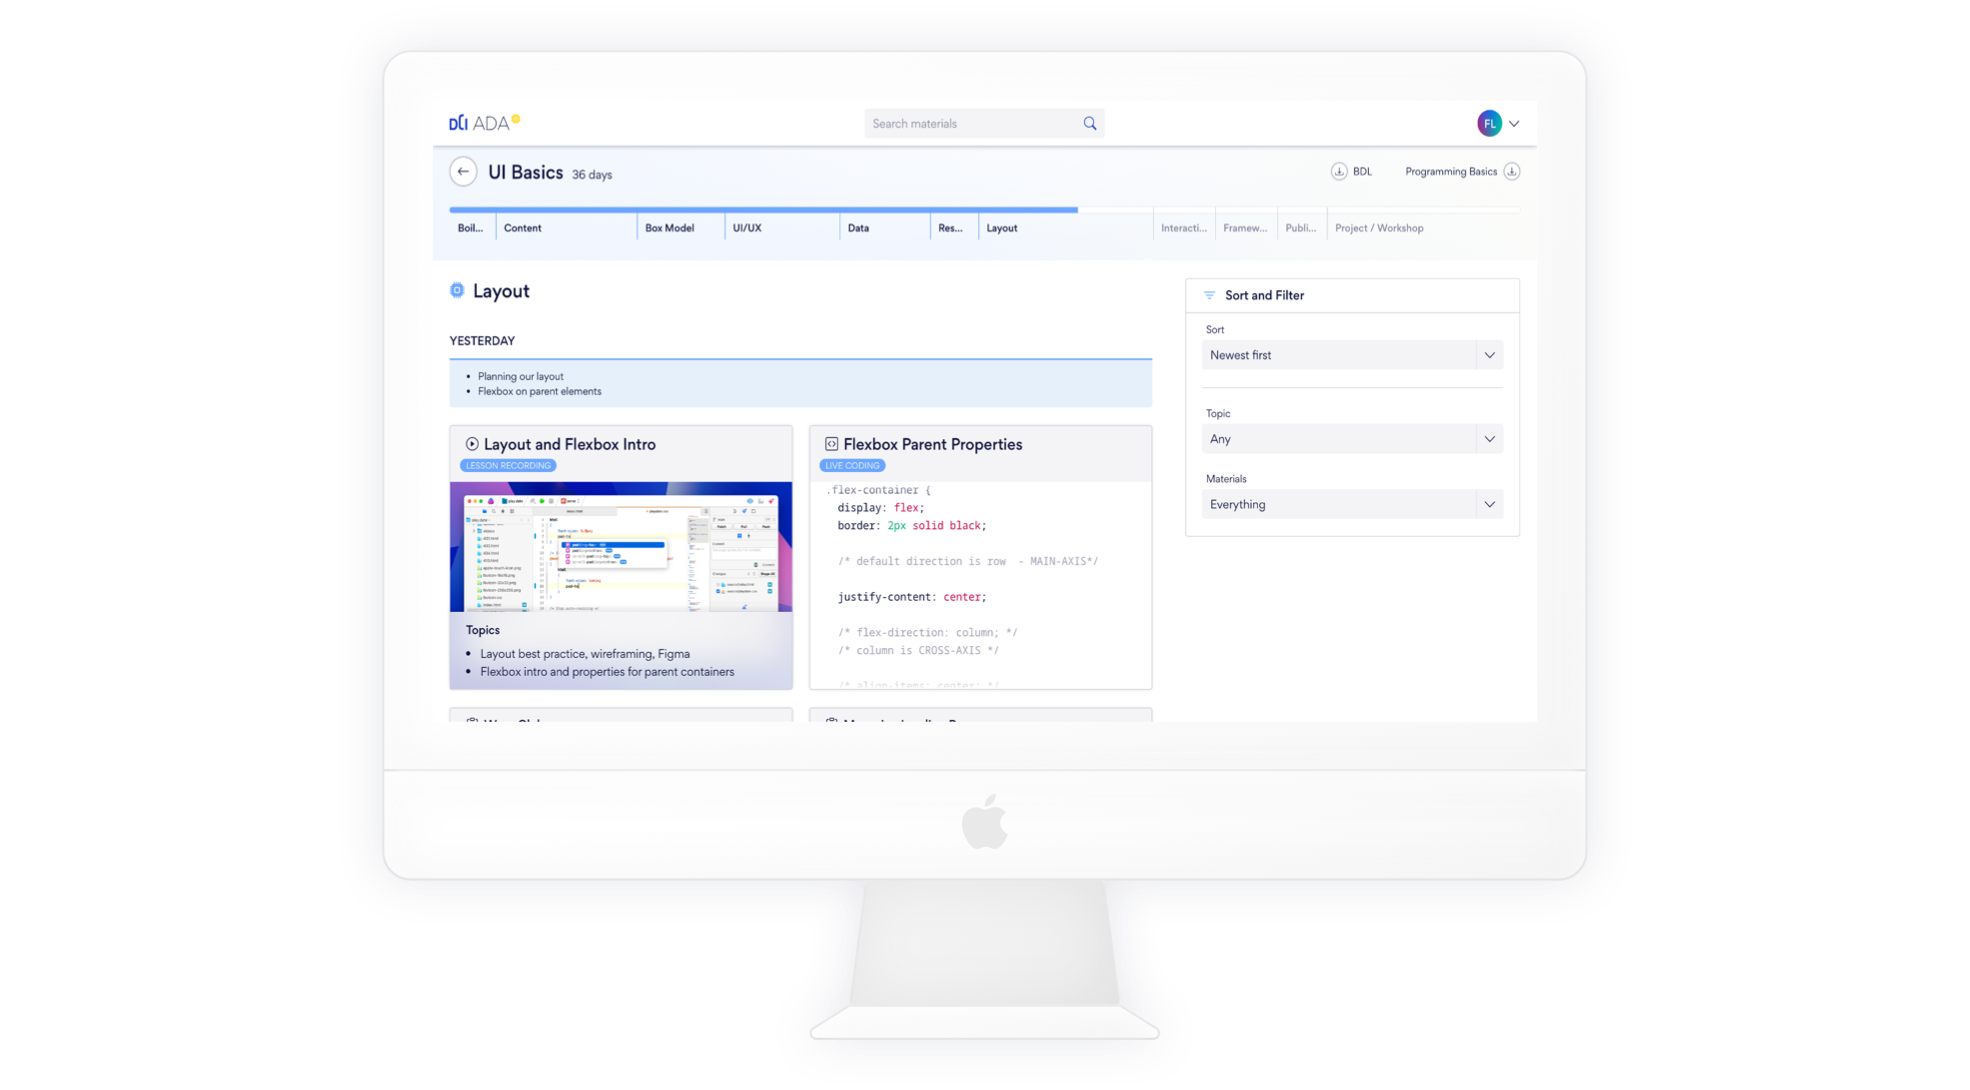 DCI ADA
Search materials
FL
UI Basics 36 days
BDL
Programming Basics
Boil...
Content
Box Model
UI/UX
Data
Res...
Layout
Interacti...
Framew...
Publi...
Project / Workshop
Layout
YESTERDAY
• Planning our layout
• Flexbox on parent elements
Layout and Flexbox Intro
LESSON RECORDING
Topics
• Layout best practice, wireframing, Figma
• Flexbox intro and properties for parent containers
Flexbox Parent Properties
LIVE CODING
.flex-container {
display: flex;
border: 2px solid black;
/* default direction is row  - MAIN-AXIS*/
justify-content: center;
/* flex-direction: column; */
/* column is CROSS-AXIS */
/* align-items: center; */
Sort and Filter
Sort
Newest first
Topic
Any
Materials
Everything